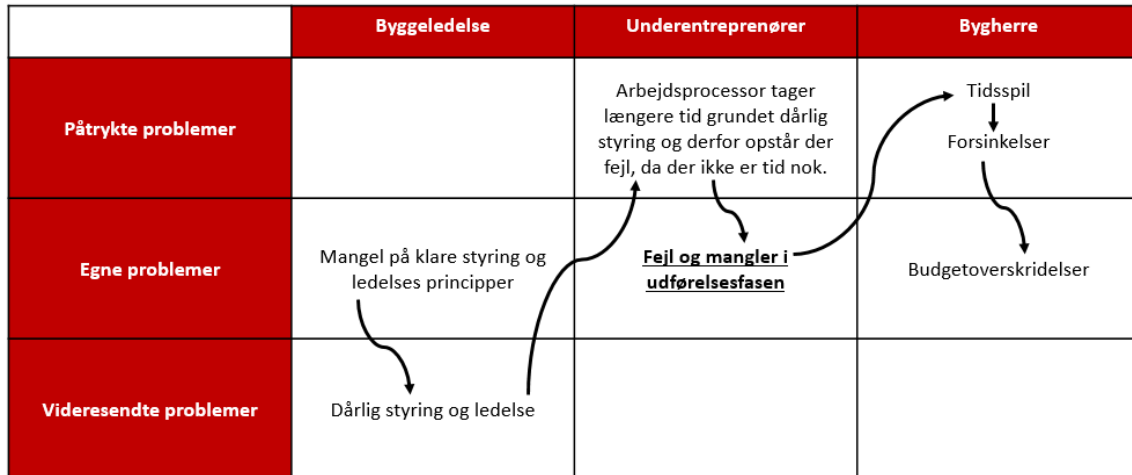 Byggeledelse
Underentreprenører
Bygherre
Påtrykte problemer
Arbejdsprocessor tager
længere tid grundet dårlig
styring og derfor opstår der
fejl, da der ikke er tid nok.
Tidsspil
Forsinkelser
Egne problemer
Mangel på klare styring og
ledelses principper
Fejl og mangler i
udførelsesfasen
Budgetoverskridelser
Videresendte problemer
Dårlig styring og ledelse